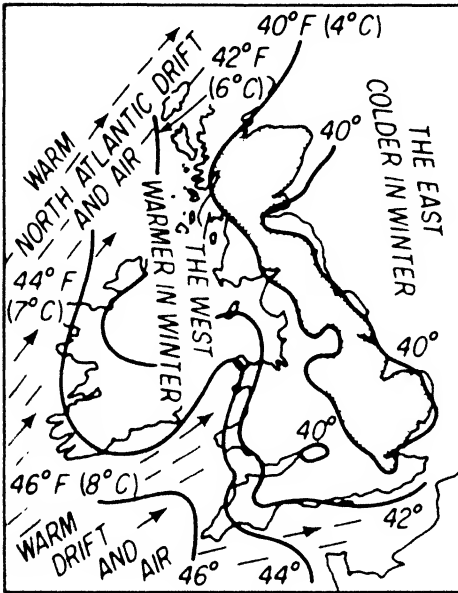 40°F (4°C)
42°F
(6°C)
WARM
NORTH ATLANTIC DRIFT
AND AIR
40°
THE EAST
COLDER IN WINTER
THE WEST
WARMER IN WINTER
44°F
(7°C)
40°
40°
46°F (8°C)
42°
WARM
DRIFT
AND
AIR
46°
44°